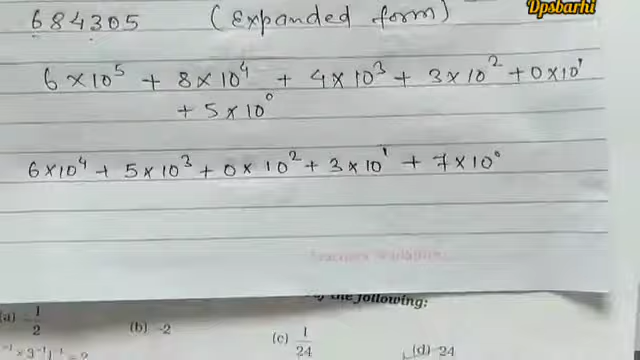 Dpsbarhi
684305 (Expanded form)
6×10⁵ + 8×10⁴ + 4×10³ + 3×10² + 0×10¹
+ 5×10⁰
6×10⁴ + 5×10³ + 0×10² + 3×10¹ + 7×10⁰
the following:
(a) 1/2
(b) -2
(c) 1/24
(d) 24